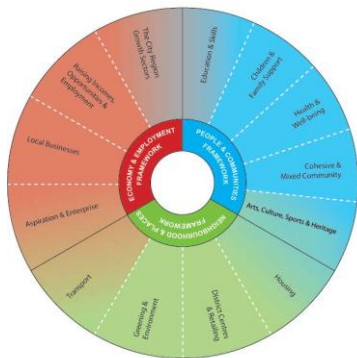 The City Region
Growth Sectors
Education & Skills
Children &
Family Support
Health &
Well-being
Cohesive &
Mixed Community
Arts, Culture, Sports & Heritage
Housing
District Centres
& Retailing
Greening &
Environment
Transport
Aspiration & Enterprise
Local Businesses
Raising Incomes,
Opportunities &
Employment
ECONOMY & EMPLOYMENT
FRAMEWORK
PEOPLE & COMMUNITIES
FRAMEWORK
NEIGHBOURHOOD & PLACES
FRAMEWORK